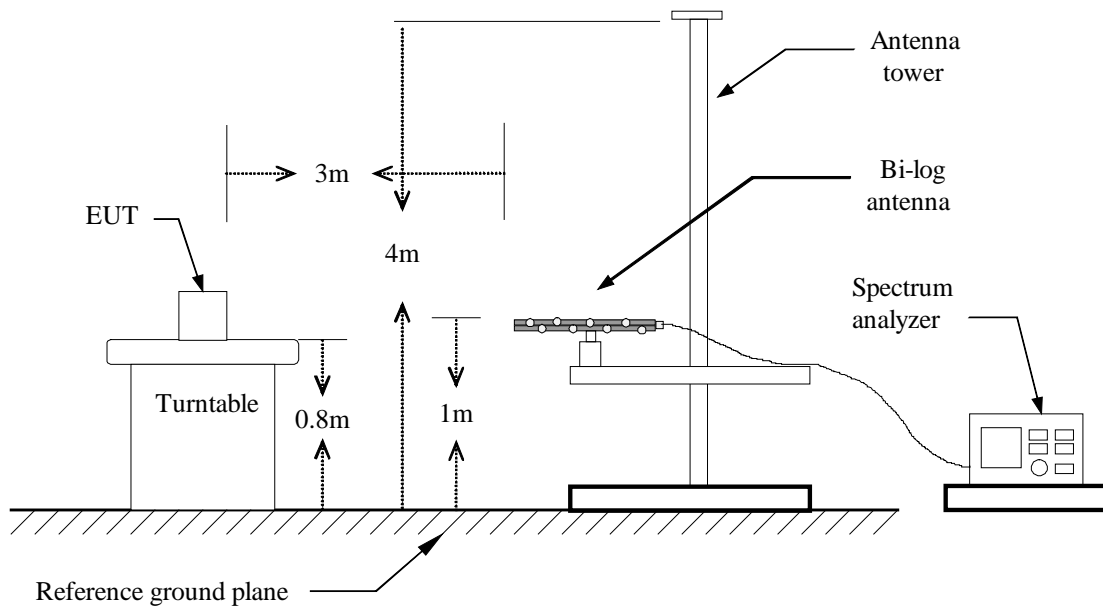 Antenna
tower
3m
Bi-log
antenna
EUT
4m
Spectrum
analyzer
Turntable
0.8m
1m
Reference ground plane